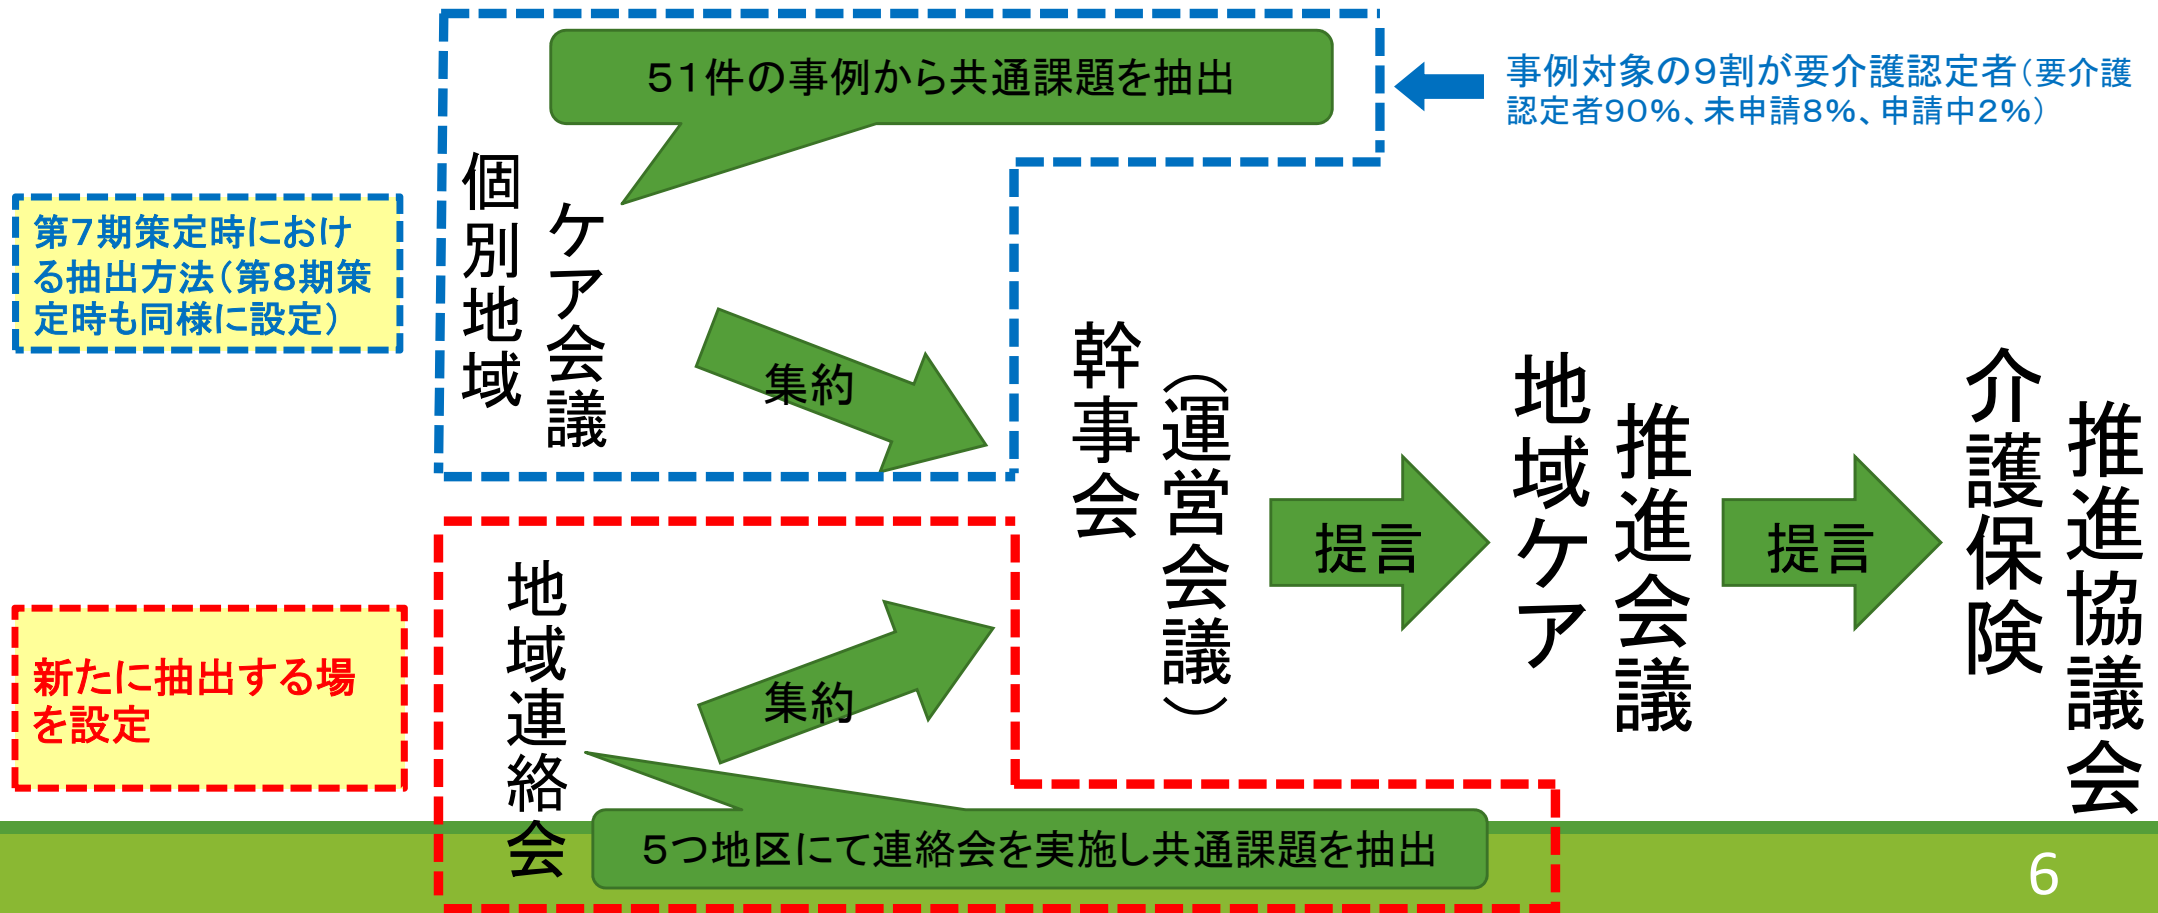 51件の事例から共通課題を抽出
事例対象の9割が要介護認定者(要介護
認定者90%、未申請8%、申請中2%)
第7期策定時におけ
る抽出方法(第8期策
定時も同様に設定)
個別地域
ケア会議
集約
新たに抽出する場
を設定
地域連絡会
集約
5つ地区にて連絡会を実施し共通課題を抽出
幹事会
(運営会議)
提言
地域ケア
推進会議
提言
介護保険
推進協議会
6